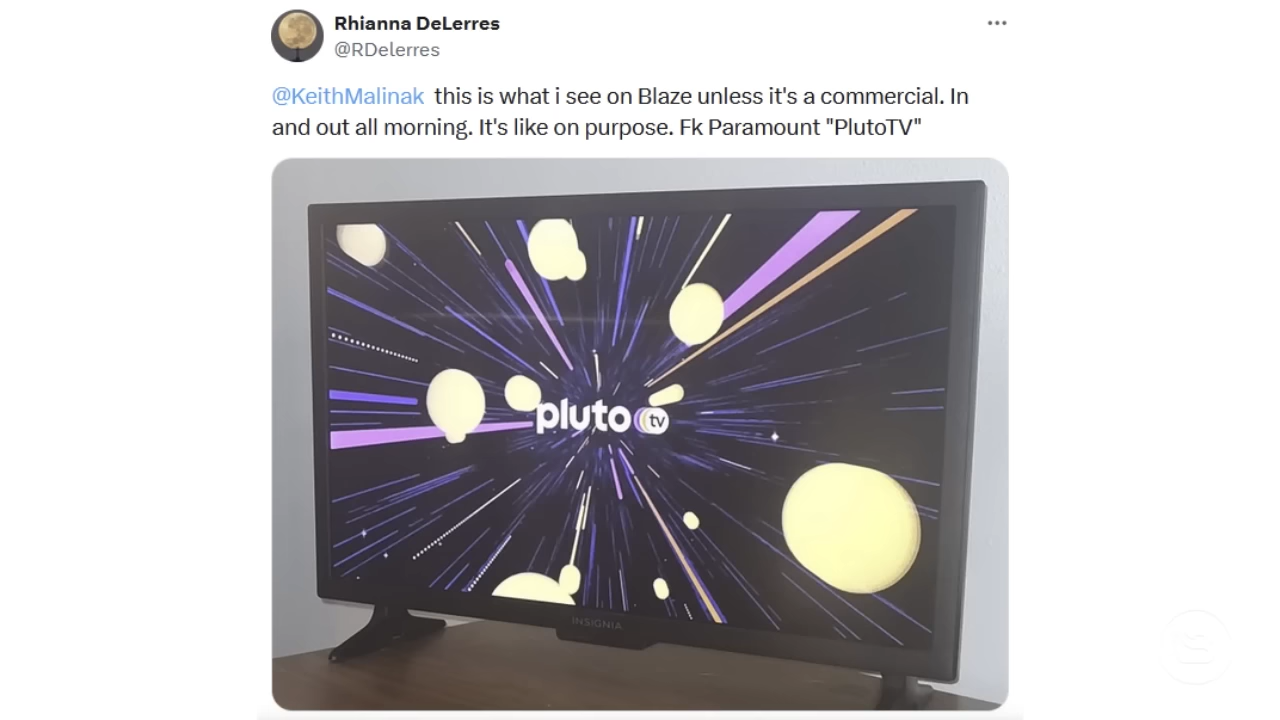 Rhianna DeLerres
@RDelerres
@KeithMalinak this is what i see on Blaze unless it's a commercial. In
and out all morning. It's like on purpose. Fk Paramount "PlutoTV"
pluto tv
INSIGNIA